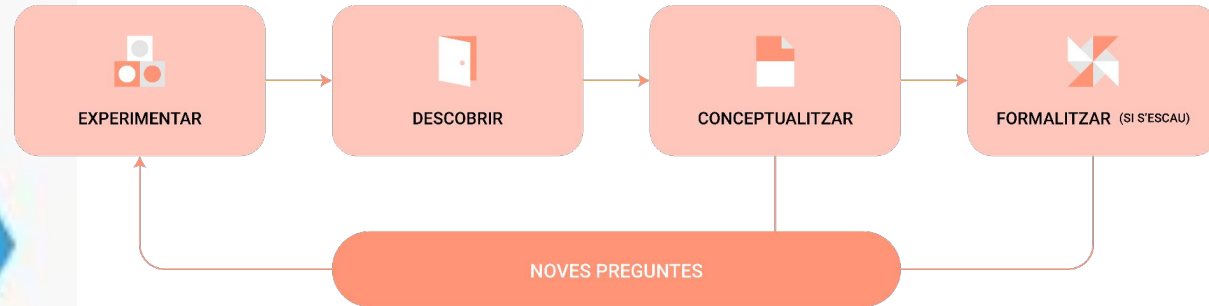 EXPERIMENTAR
DESCOBRIR
CONCEPTUALITZAR
FORMALITZAR (SI S'ESCAU)
NOVES PREGUNTES